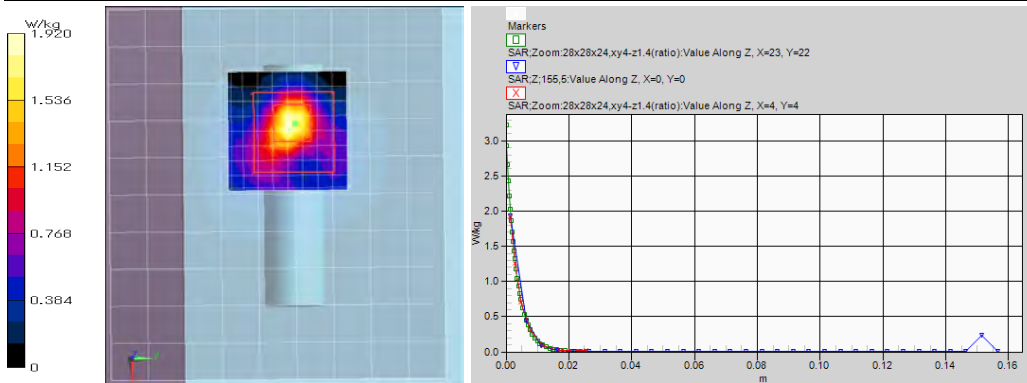 W/kg
1.920
1.536
1.152
0.768
0.384
0
Markers
SAR;Zoom:28x28x24,xy4-z1.4(ratio):Value Along Z, X=23, Y=22
SAR;Z;155,5:Value Along Z, X=0, Y=0
SAR;Zoom:28x28x24,xy4-z1.4(ratio):Value Along Z, X=4, Y=4
3.0
2.5
2.0
1.5
1.0
0.5
0.0
W/kg
0.00 0.02 0.04 0.06 0.08 0.10 0.12 0.14 0.16
m